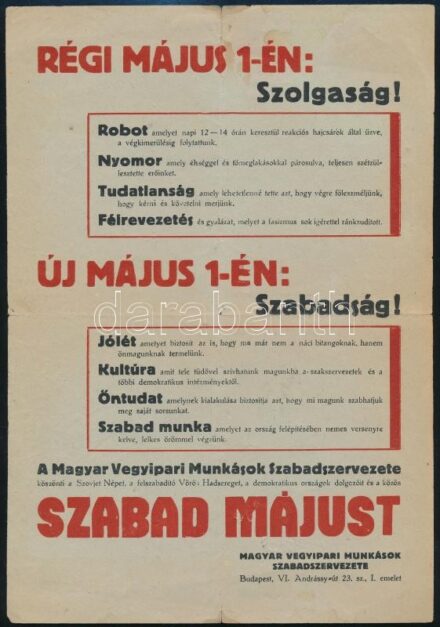 RÉGI MÁJUS 1-ÉN:
Szolgaság!
Robot amelyet napi 12—14 órán keresztül reakciós hajcsárok által űzve,
a végkimerülésig folytattunk.
Nyomor amely éhséggel és tömeglakásokkal párosulva, teljesen szétzül-
lesztette erőinket.
Tudatlanság amely lehetetlenné tette azt, hogy végre föleszméljünk,
hogy kérni és követelni merjünk.
Félrevezetés és gyalázat, melyet a fasizmus sok ígérettel ránkzudított.
ÚJ MÁJUS 1-ÉN:
Szabadság!
darabanth
Jólét amelyet biztosít az is, hogy ma már nem a náci bitangoknak, hanem
önmagunknak termelünk.
Kultúra amit tele tüdővel szívhatunk magunkba a szakszervezetek és a
többi demokratikus intézményektől.
Öntudat amelynek kialakulása biztosítja azt, hogy mi magunk szabhatjuk
meg saját sorsunkat.
Szabad munka amelyet az ország felépítésében nemes versenyre
kelve, lelkes örömmel végzünk.
A Magyar Vegyipari Munkások Szabadszervezete
köszönti a Szovjet Népet, a felszabadító Vörös Hadsereget, a demokratikus országok dolgozóit és a közös
SZABAD MÁJUST
MAGYAR VEGYIPARI MUNKÁSOK
SZABADSZERVEZETE
Budapest, VI. Andrássy-út 23. sz., I. emelet